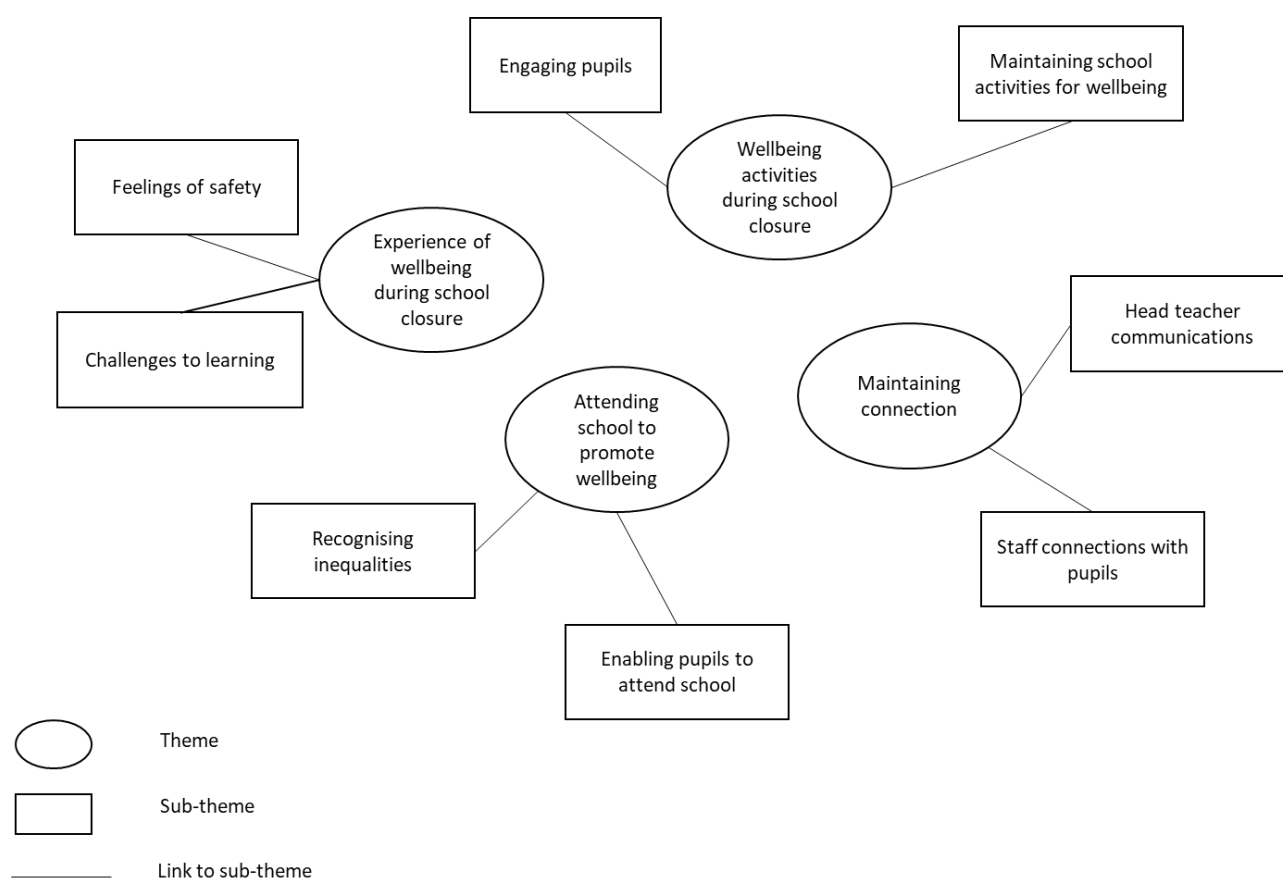 Engaging pupils
Maintaining school
activities for wellbeing
Wellbeing
activities
during school
closure
Feelings of safety
Experience of
wellbeing
during school
closure
Challenges to learning
Head teacher
communications
Maintaining
connection
Attending
school to
promote
wellbeing
Recognising
inequalities
Staff connections with
pupils
Enabling pupils to
attend school
Theme
Sub-theme
Link to sub-theme